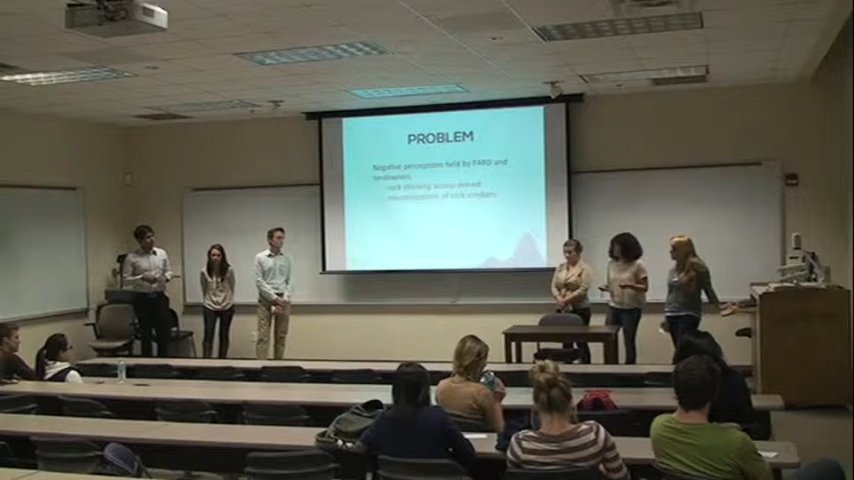 PROBLEM
Negative perceptions held by FARD and
landowners
rock climbing access denied
misconceptions of rock climbers